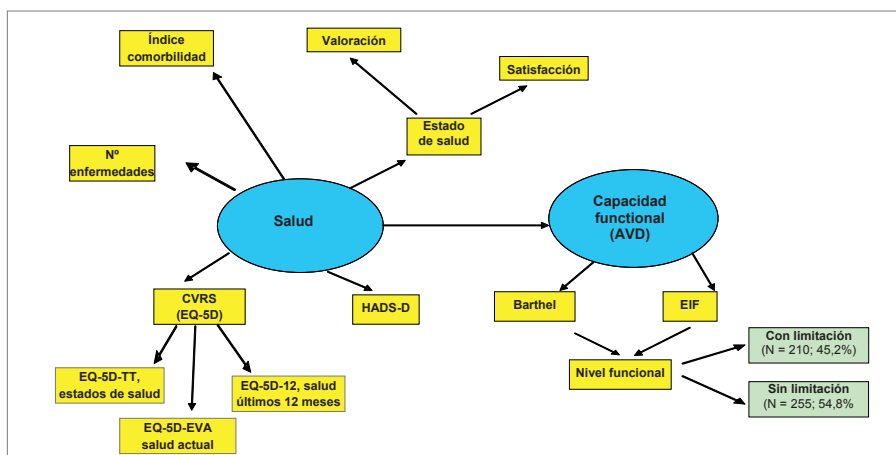 Índice
comorbilidad
Valoración
Satisfacción
Estado
de salud
Nº
enfermedades
Salud
Capacidad
functional
(AVD)
CVRS
(EQ-5D)
HADS-D
Barthel
EIF
Con limitación
(N = 210; 45,2%)
Nivel funcional
Sin limitación
(N = 255; 54,8%
EQ-5D-TT,
estados de salud
EQ-5D-12, salud
últimos 12 meses
EQ-5D-EVA
salud actual